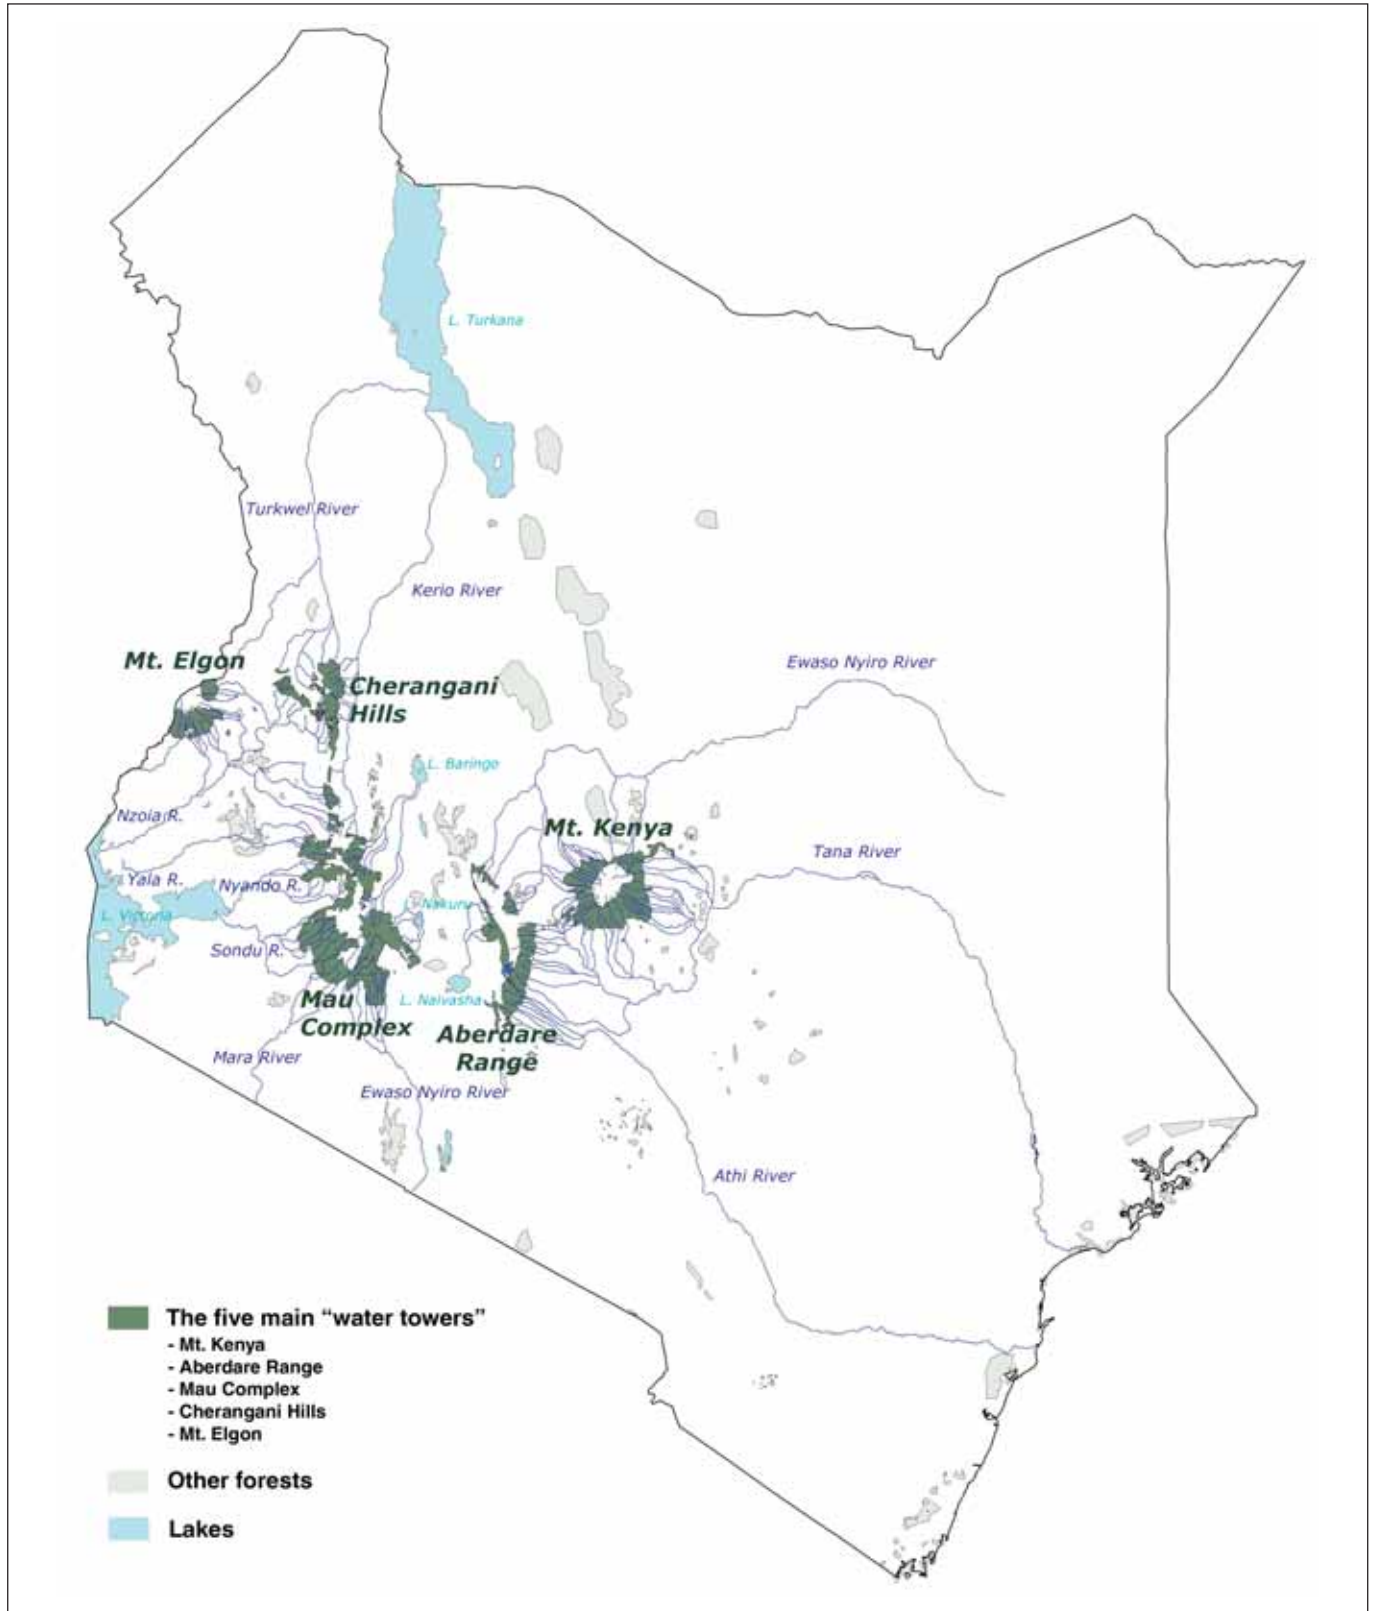 L. Turkana
Turkwel River
Kerio River
Mt. Elgon
Ewaso Nyiro River
Cherangani
Hills
L. Baringo
Nzoia R.
Mt. Kenya
Tana River
Yala R.
Nyando R.
L. Nakuru
L. Victoria
Sondu R.
Mau
Complex
L. Naivasha
Aberdare
Range
Mara River
Ewaso Nyiro River
Athi River
The five main “water towers”
- Mt. Kenya
- Aberdare Range
- Mau Complex
- Cherangani Hills
- Mt. Elgon
Other forests
Lakes